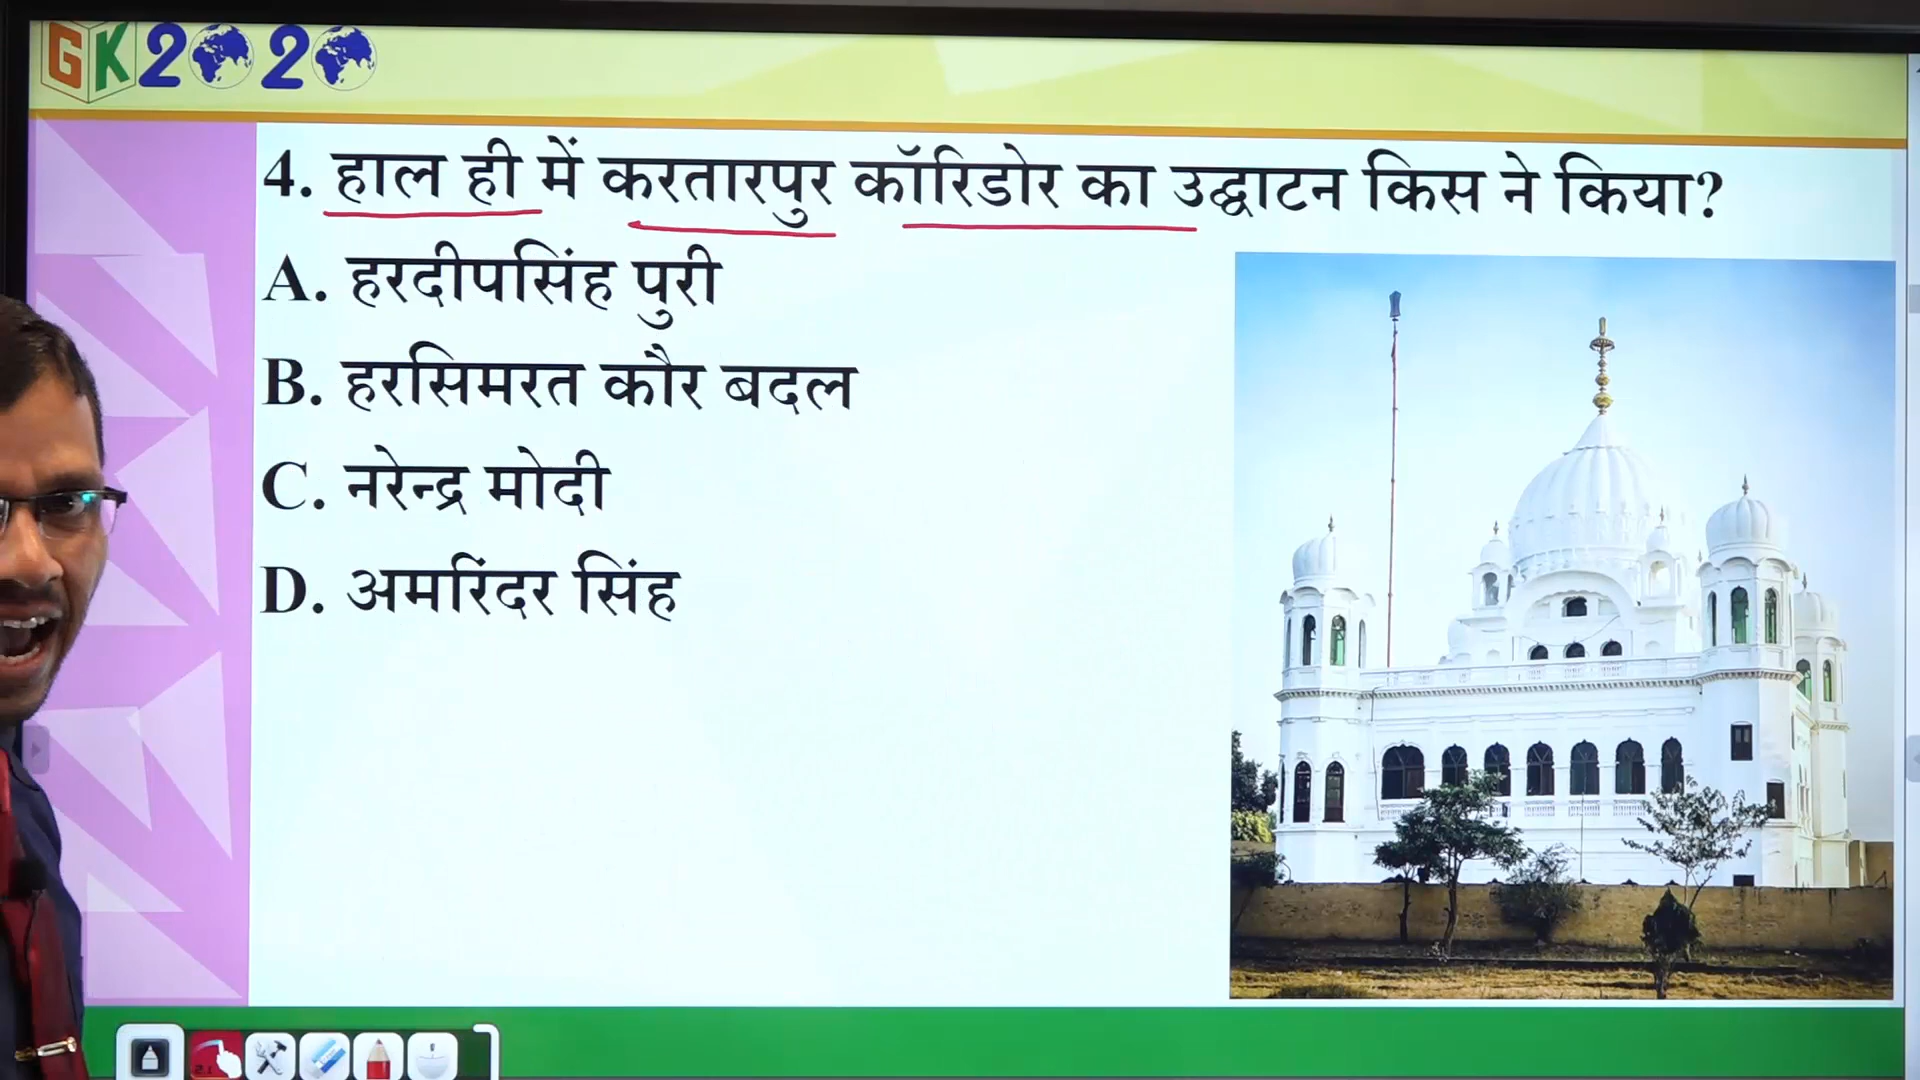 GK2020
4. हाल ही में करतारपुर कॉरिडोर का उद्घाटन किस ने किया?
A. हरदीपसिंह पुरी
B. हरसिमरत कौर बदल
C. नरेन्द्र मोदी
D. अमरिंदर सिंह